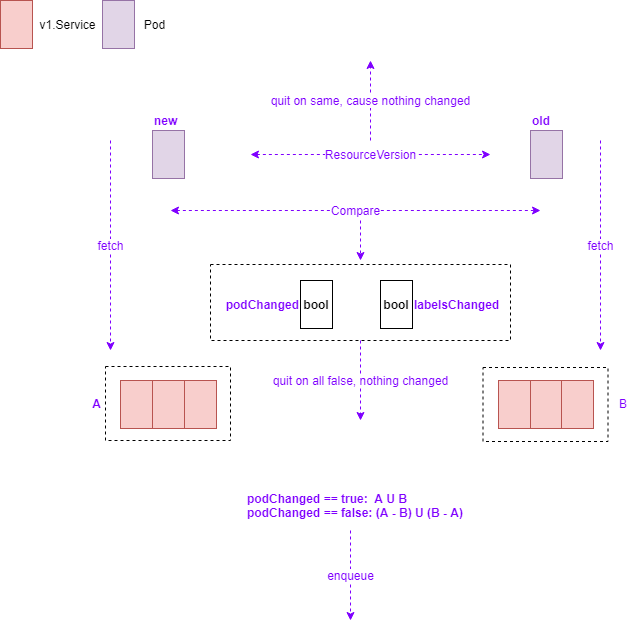 v1.Service
Pod
quit on same, cause nothing changed
new
old
ResourceVersion
Compare
fetch
fetch
podChanged
bool
bool
labelsChanged
quit on all false, nothing changed
A
B
podChanged == true:  A U B
podChanged == false: (A - B) U (B - A)
enqueue